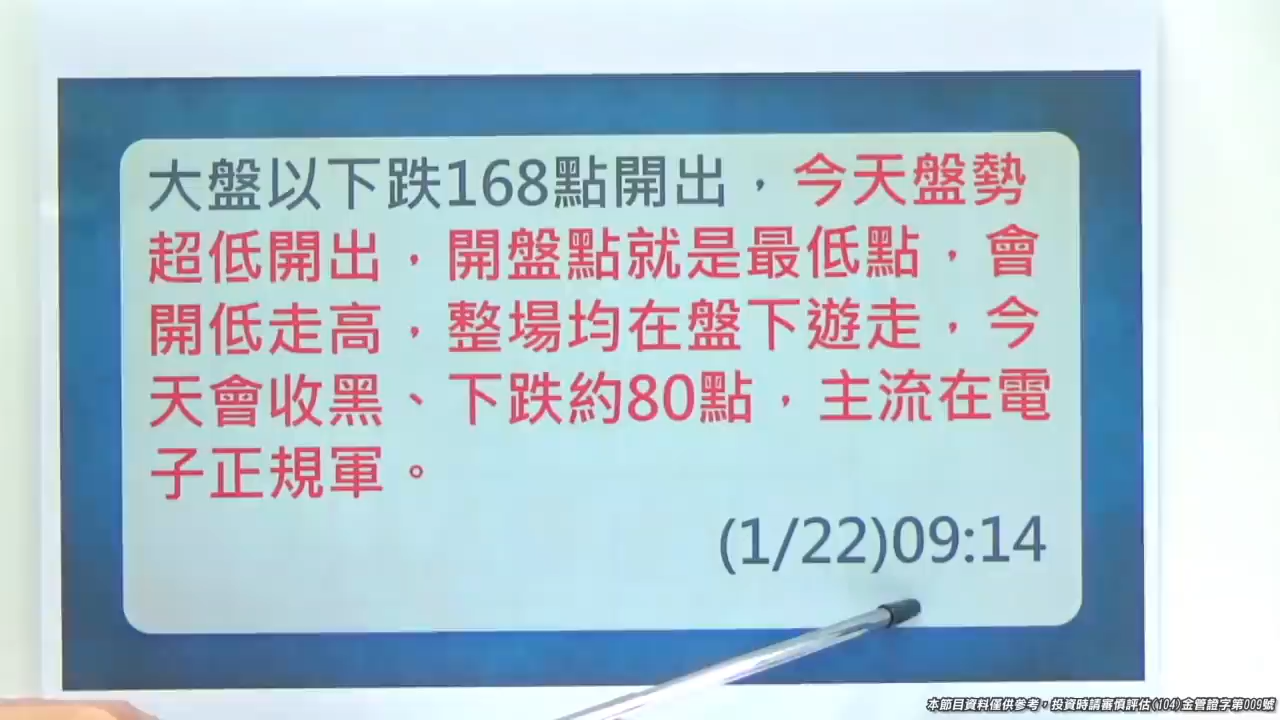 大盤以下跌168點開出，今天盤勢
超低開出，開盤點就是最低點，會
開低走高，整場均在盤下遊走，今
天會收黑、下跌約80點，主流在電
子正規軍。
(1/22)09:14
本節目資料僅供參考，投資時請審慎評估(104)金管證字第009號